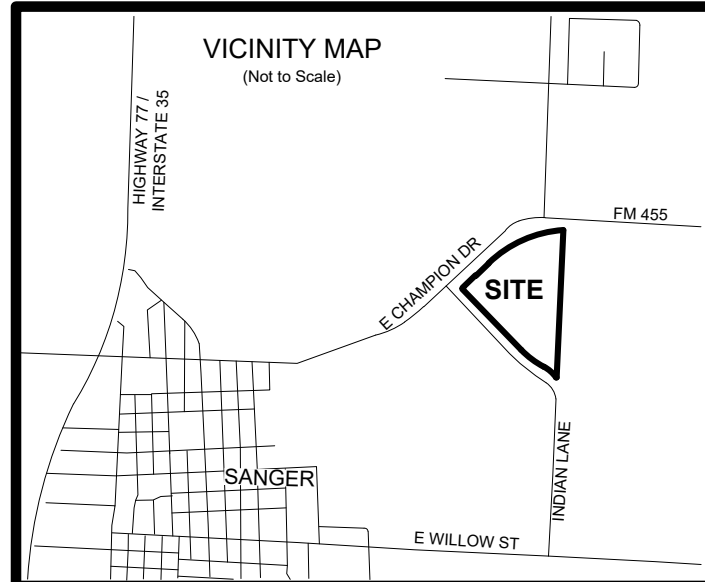 VICINITY MAP
(Not to Scale)
HIGHWAY 77 /
INTERSTATE 35
FM 455
E CHAMPION DR
SITE
INDIAN LANE
SANGER
E WILLOW ST